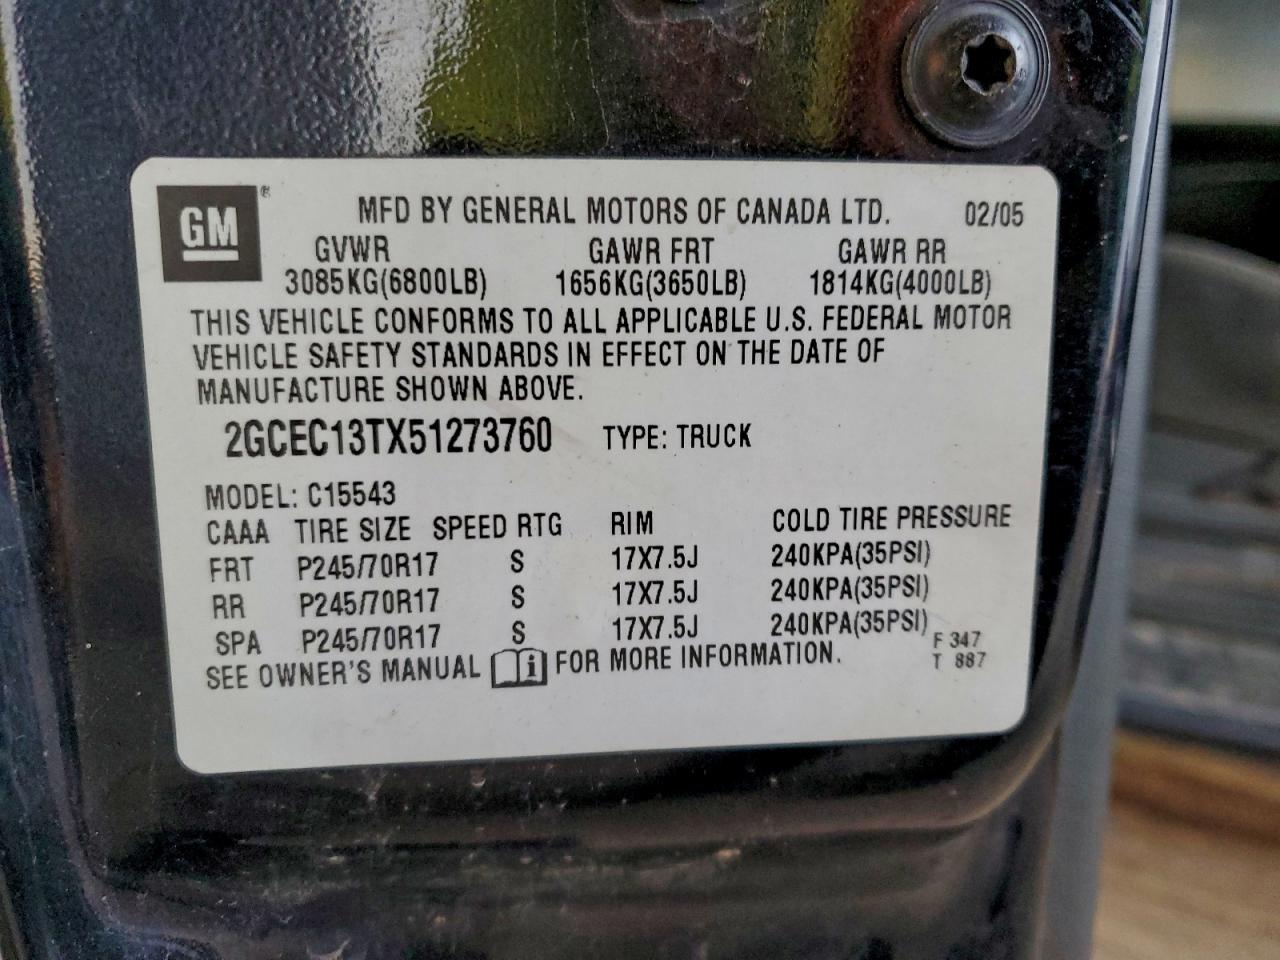 GM ®
MFD BY GENERAL MOTORS OF CANADA LTD. 02/05
GVWR GAWR FRT GAWR RR
3085KG(6800LB) 1656KG(3650LB) 1814KG(4000LB)
THIS VEHICLE CONFORMS TO ALL APPLICABLE U.S. FEDERAL MOTOR
VEHICLE SAFETY STANDARDS IN EFFECT ON THE DATE OF
MANUFACTURE SHOWN ABOVE.
2GCEC13TX51273760 TYPE: TRUCK
MODEL: C15543
CAAA TIRE SIZE SPEED RTG RIM COLD TIRE PRESSURE
FRT P245/70R17 S 17X7.5J 240KPA(35PSI)
RR P245/70R17 S 17X7.5J 240KPA(35PSI)
SPA P245/70R17 S 17X7.5J 240KPA(35PSI)
F 347
SEE OWNER'S MANUAL i FOR MORE INFORMATION.
T 887